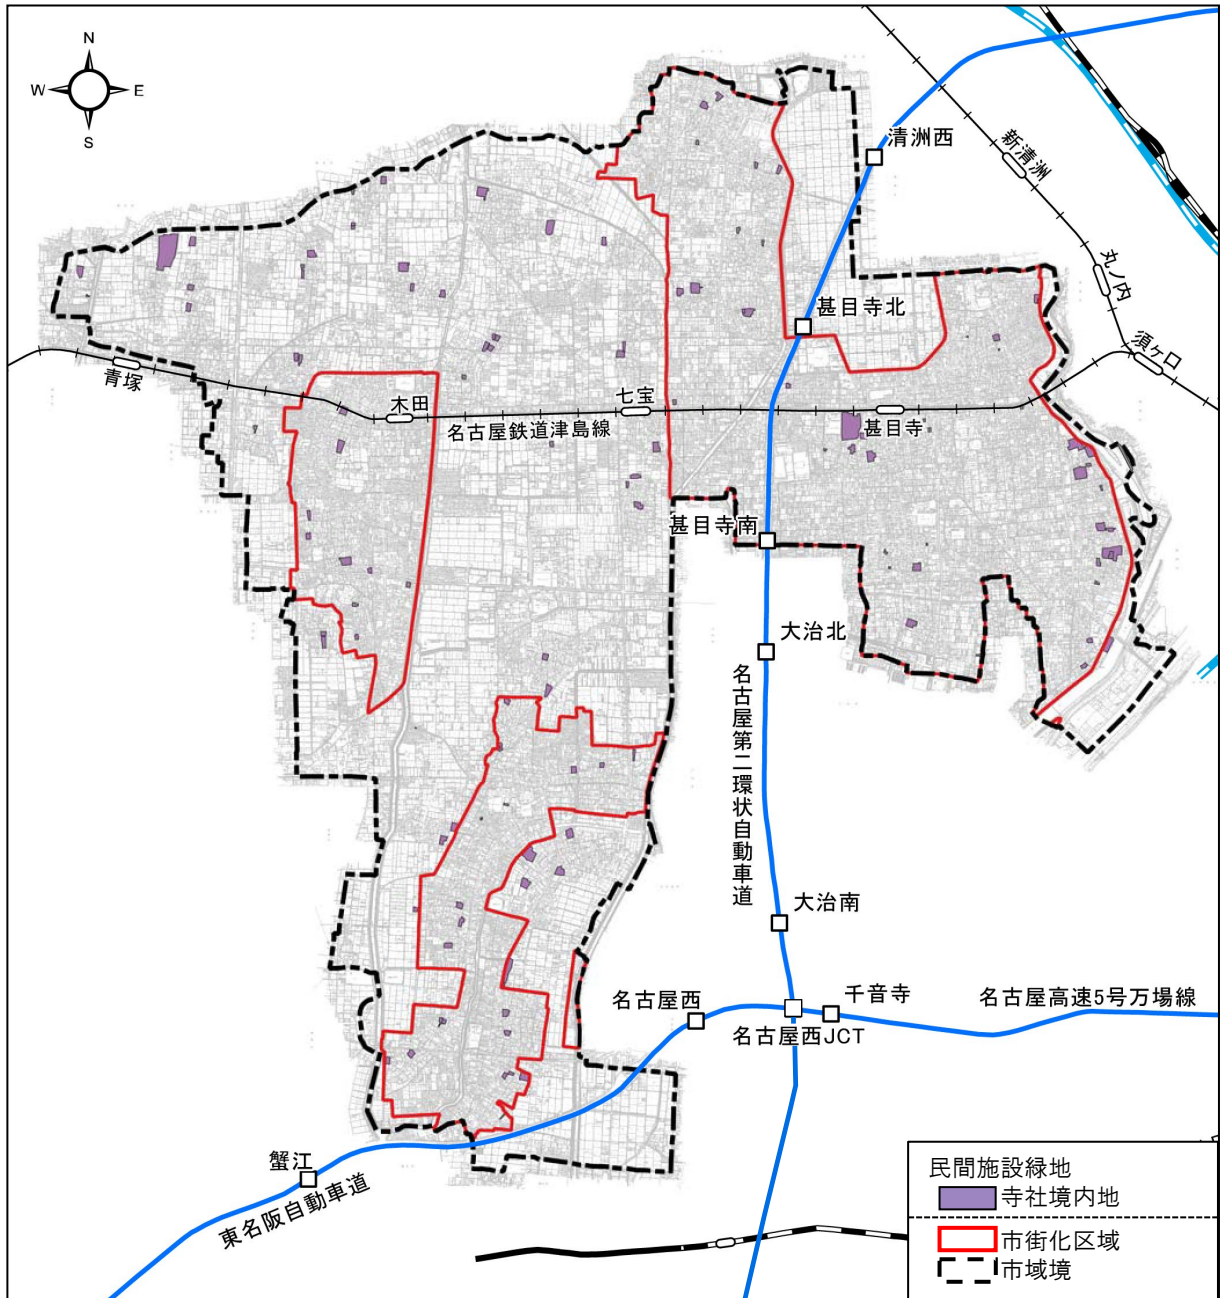 N
W
E
S
清洲西
新清洲
丸ノ内
須ヶ口
甚目寺北
青塚
木田
七宝
名古屋鉄道津島線
甚目寺
甚目寺南
大治北
名古屋第二環状自動車道
大治南
名古屋西
千音寺
名古屋高速5号万場線
名古屋西JCT
蟹江
東名阪自動車道
民間施設緑地
寺社境内地
市街化区域
市域境